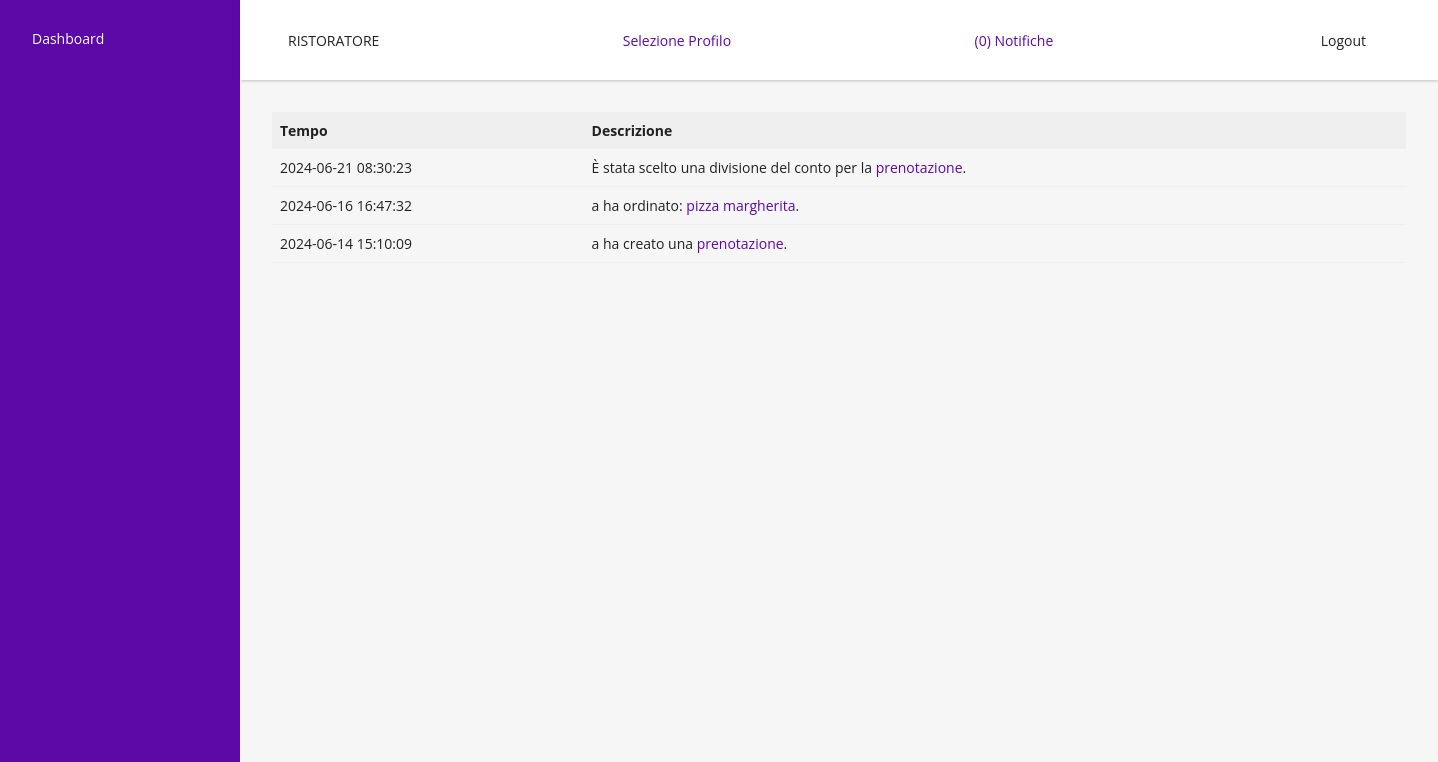 Dashboard
RISTORATORE
Selezione Profilo
(0) Notifiche
Logout
Tempo Descrizione
2024-06-21 08:30:23 È stata scelto una divisione del conto per la prenotazione.
2024-06-16 16:47:32 a ha ordinato: pizza margherita.
2024-06-14 15:10:09 a ha creato una prenotazione.